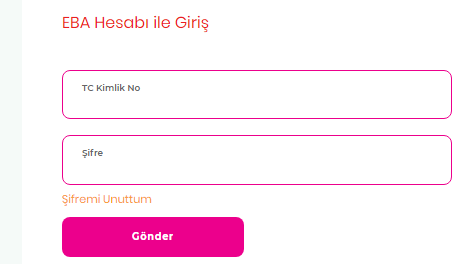 EBA Hesabı ile Giriş
TC Kimlik No
Şifre
Şifremi Unuttum
Gönder